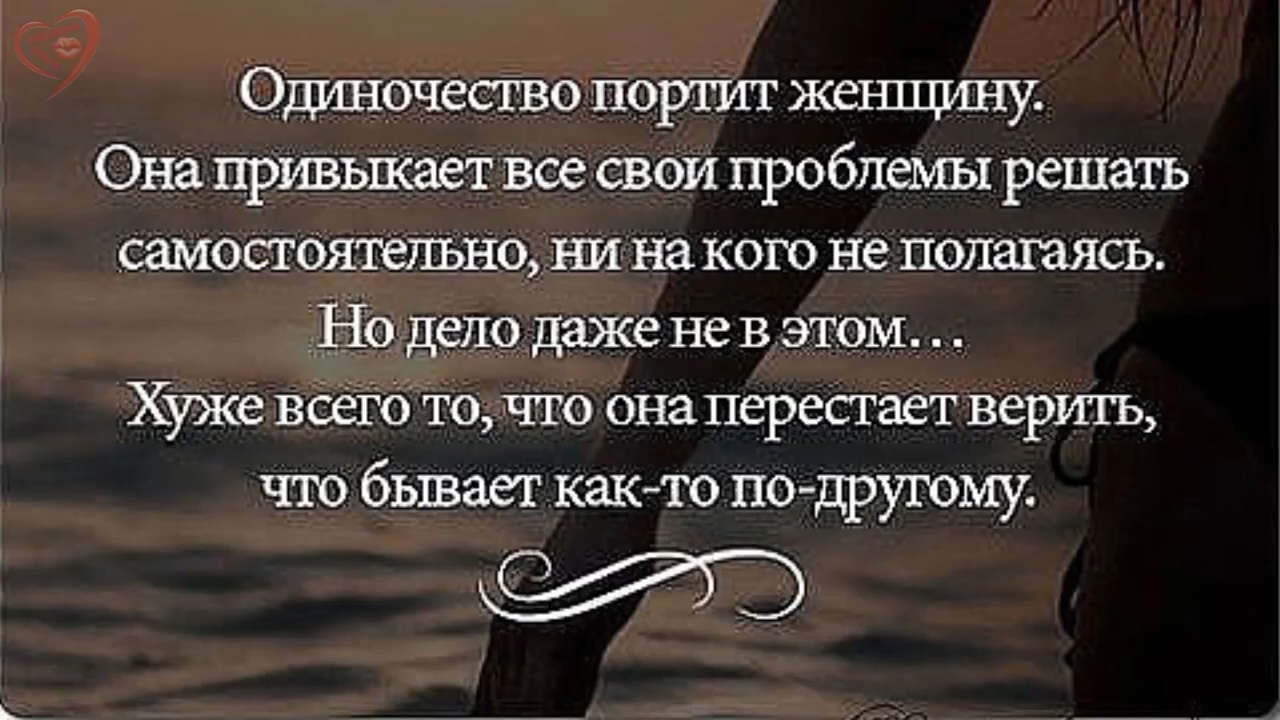 Одиночество портит женщину.
Она привыкает все свои проблемы решать
самостоятельно, ни на кого не полагаясь.
Но дело даже не в этом…
Хуже всего то, что она перестает верить,
что бывает как-то по-другому.